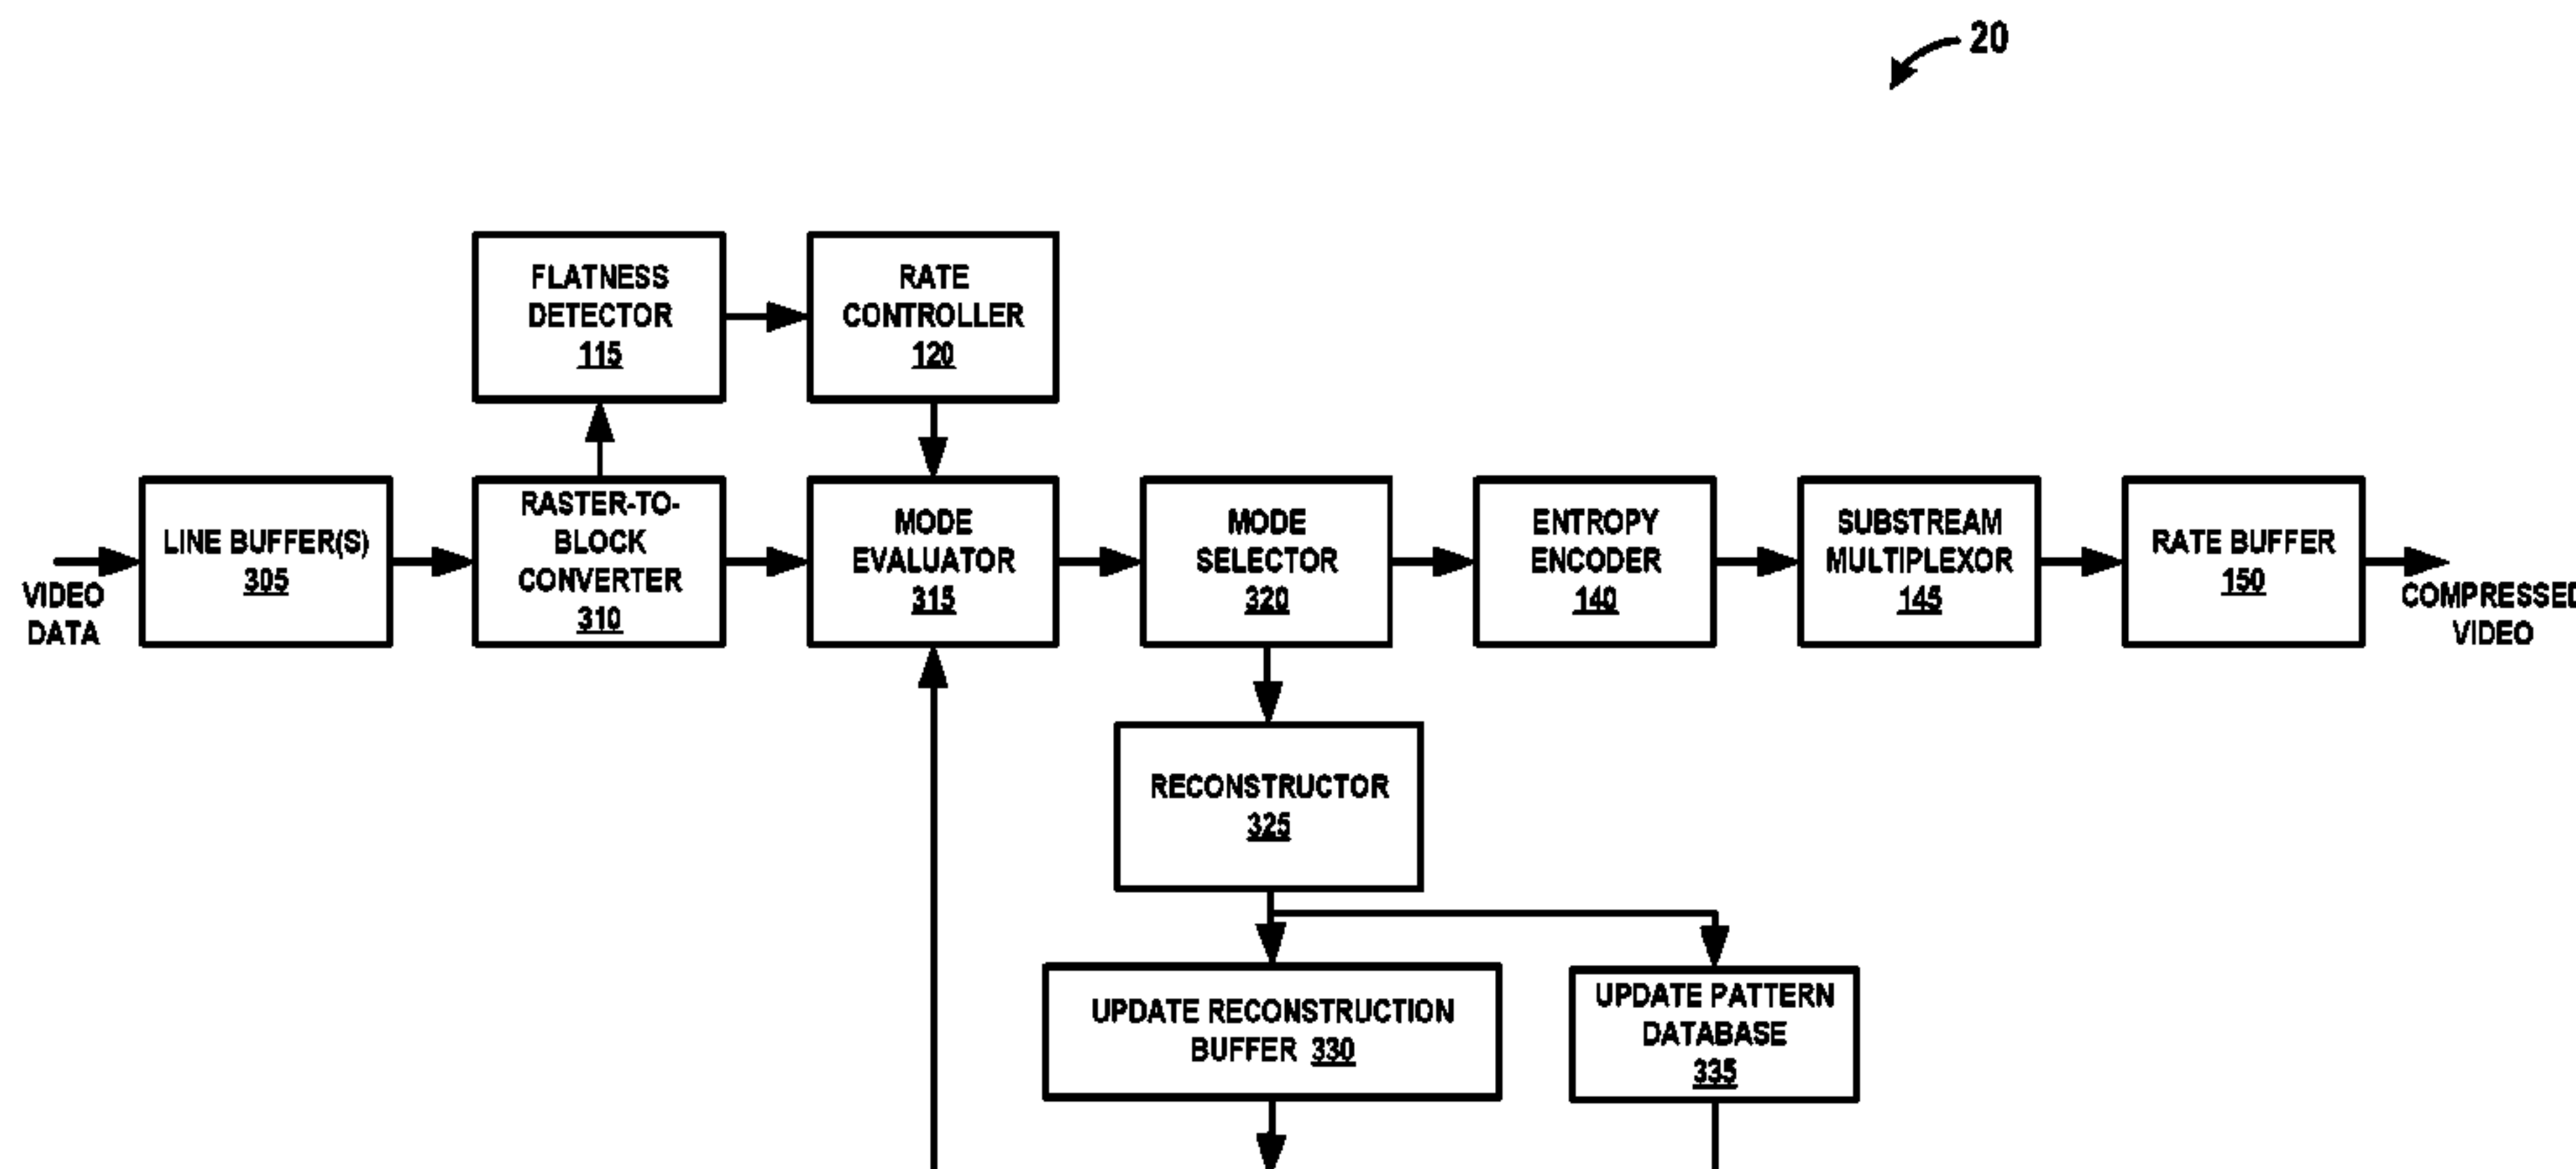 20
FLATNESS
DETECTOR
115
RATE
CONTROLLER
120
VIDEO
DATA
LINE BUFFER(S)
305
RASTER-TO-
BLOCK
CONVERTER
310
MODE
EVALUATOR
315
MODE
SELECTOR
320
ENTROPY
ENCODER
140
SUBSTREAM
MULTIPLEXOR
145
RATE BUFFER
150
COMPRESSED
VIDEO
RECONSTRUCTOR
325
UPDATE RECONSTRUCTION
BUFFER 330
UPDATE PATTERN
DATABASE
335